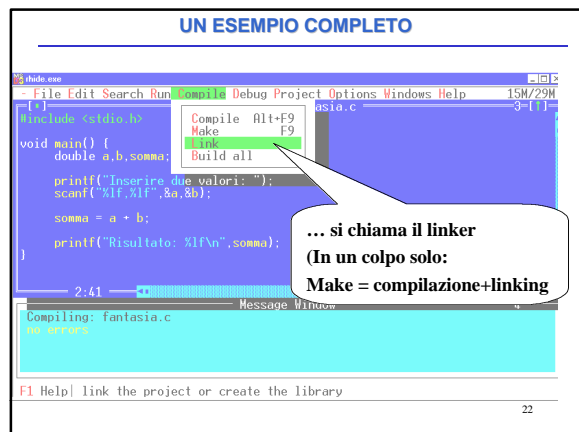 UN ESEMPIO COMPLETO
rhide.exe
File Edit Search Run Compile Debug Project Options Windows Help 15M/29M
asia.c 3
#include <stdio.h>
Compile Alt+F9
Make F9
Link
Build all
void main() {
double a,b,somma;
printf("Inserire due valori: ");
scanf("%lf,%lf",&a,&b);
somma = a + b;
printf("Risultato: %lf\n",somma);
}
… si chiama il linker
(In un colpo solo:
Make = compilazione+linking
2:41
Message Window 4
Compiling: fantasia.c
no errors
F1 Help| link the project or create the library
22